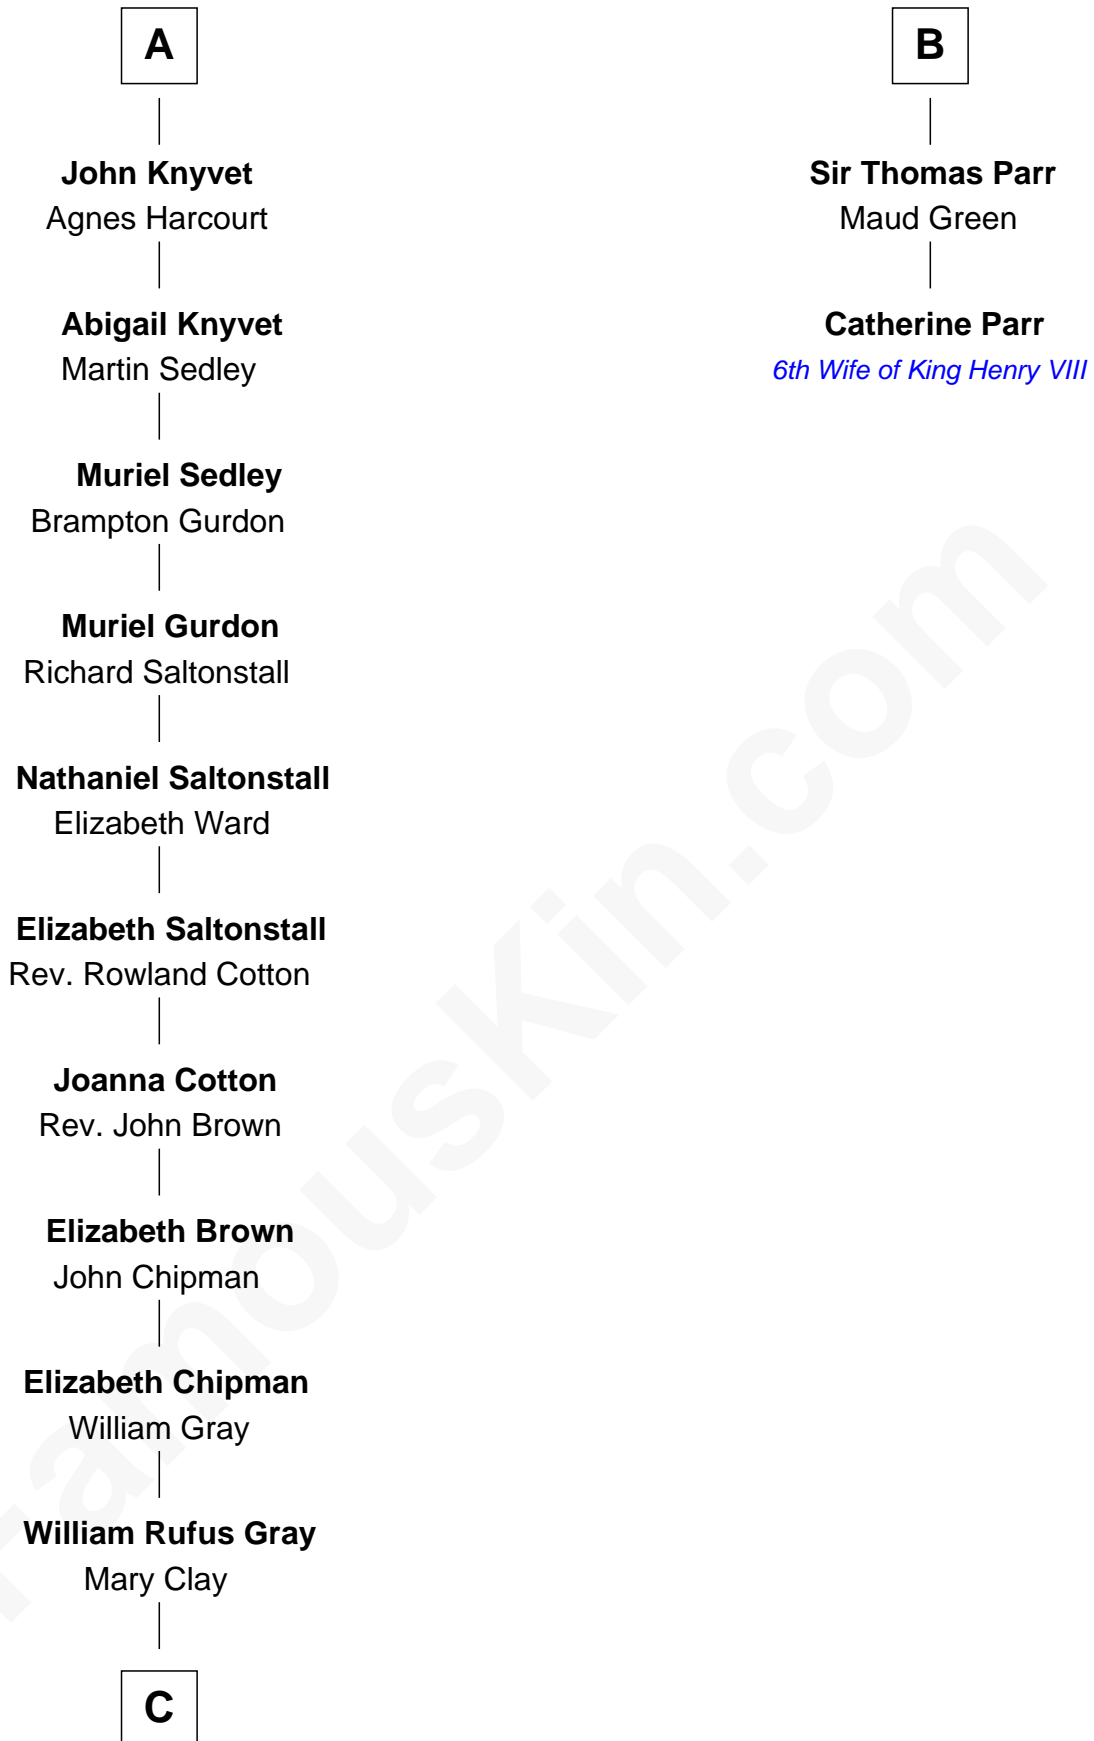 A
John Knyvet
Agnes Harcourt
Abigail Knyvet
Martin Sedley
Muriel Sedley
Brampton Gurdon
Muriel Gurdon
Richard Saltonstall
Nathaniel Saltonstall
Elizabeth Ward
Elizabeth Saltonstall
Rev. Rowland Cotton
Joanna Cotton
Rev. John Brown
Elizabeth Brown
John Chipman
Elizabeth Chipman
William Gray
William Rufus Gray
Mary Clay
C
B
Sir Thomas Parr
Maud Green
Catherine Parr
6th Wife of King Henry VIII
FamousKin.com